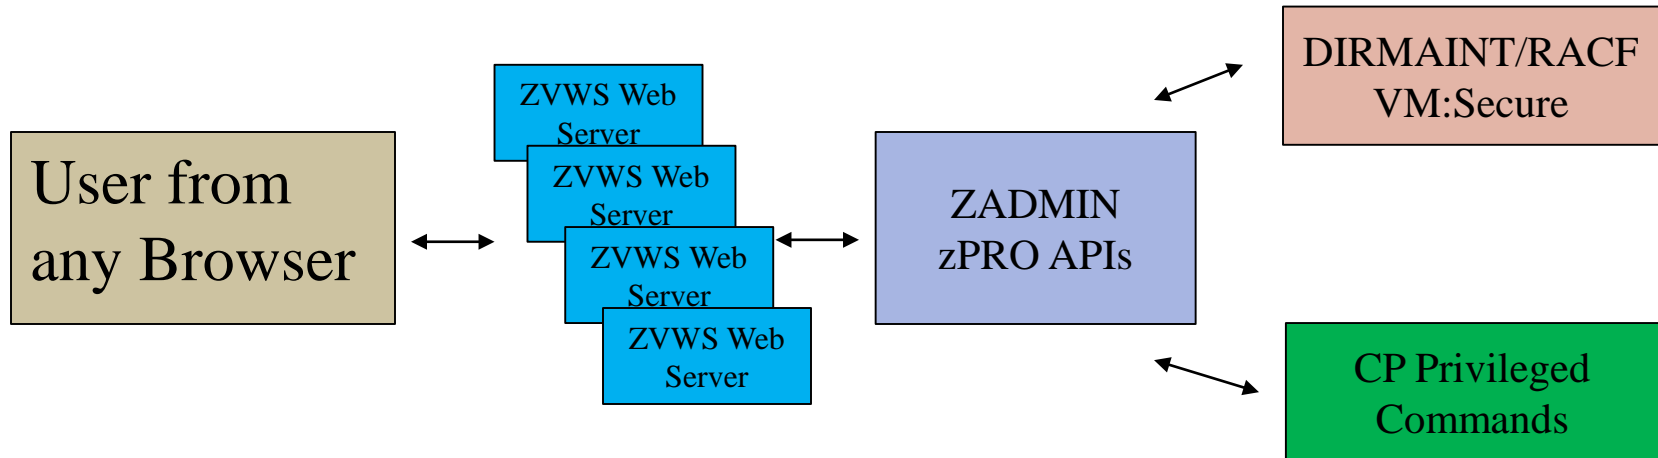 User from
any Browser
ZVWS Web
Server
ZVWS Web
Server
ZVWS Web
Server
ZVWS Web
Server
ZADMIN
zPRO APIs
DIRMAINT/RACF
VM:Secure
CP Privileged
Commands